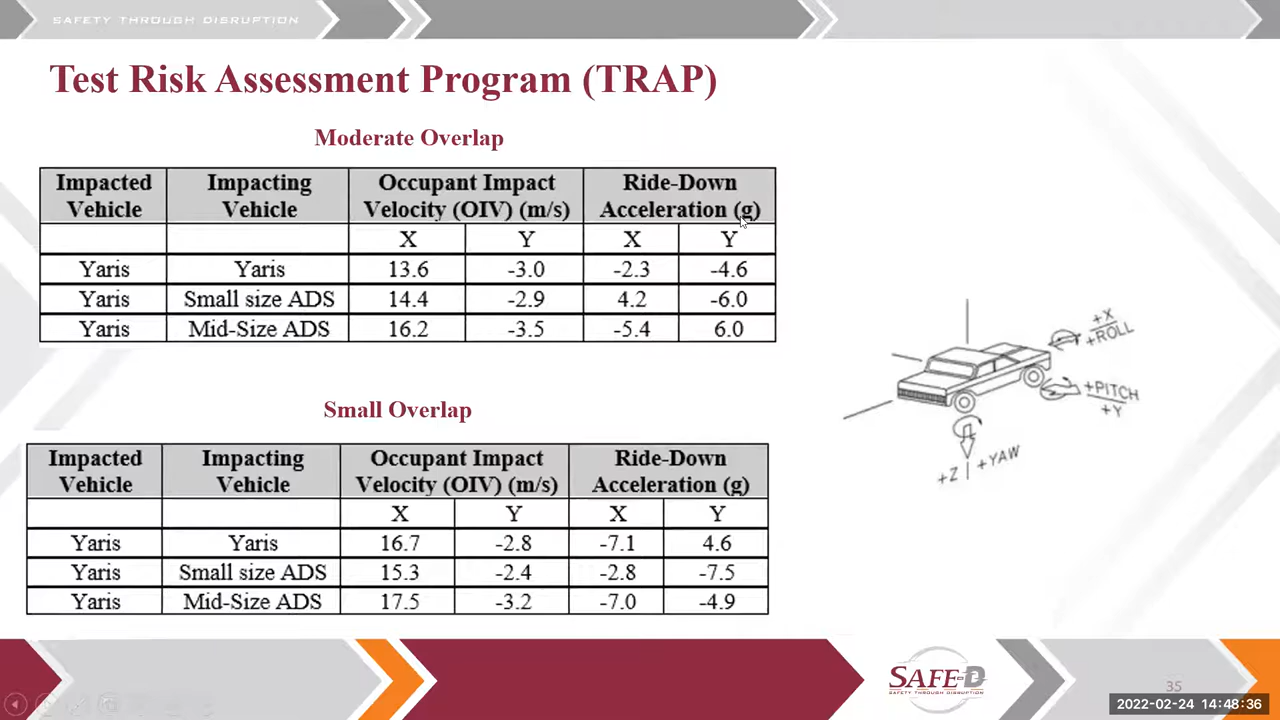 SAFETY THROUGH DISRUPTION
Test Risk Assessment Program (TRAP)
Moderate Overlap
Impacted Vehicle Impacting Vehicle Occupant Impact Velocity (OIV) (m/s) Ride-Down Acceleration (g)
X Y X Y
Yaris Yaris 13.6 -3.0 -2.3 -4.6
Yaris Small size ADS 14.4 -2.9 4.2 -6.0
Yaris Mid-Size ADS 16.2 -3.5 -5.4 6.0
+X
+ROLL
+PITCH
+Y
+Z +YAW
Small Overlap
Impacted Vehicle Impacting Vehicle Occupant Impact Velocity (OIV) (m/s) Ride-Down Acceleration (g)
X Y X Y
Yaris Yaris 16.7 -2.8 -7.1 4.6
Yaris Small size ADS 15.3 -2.4 -2.8 -7.5
Yaris Mid-Size ADS 17.5 -3.2 -7.0 -4.9
SAFE D
SAFETY THROUGH DISRUPTION
35
2022-02-24 14:48:36